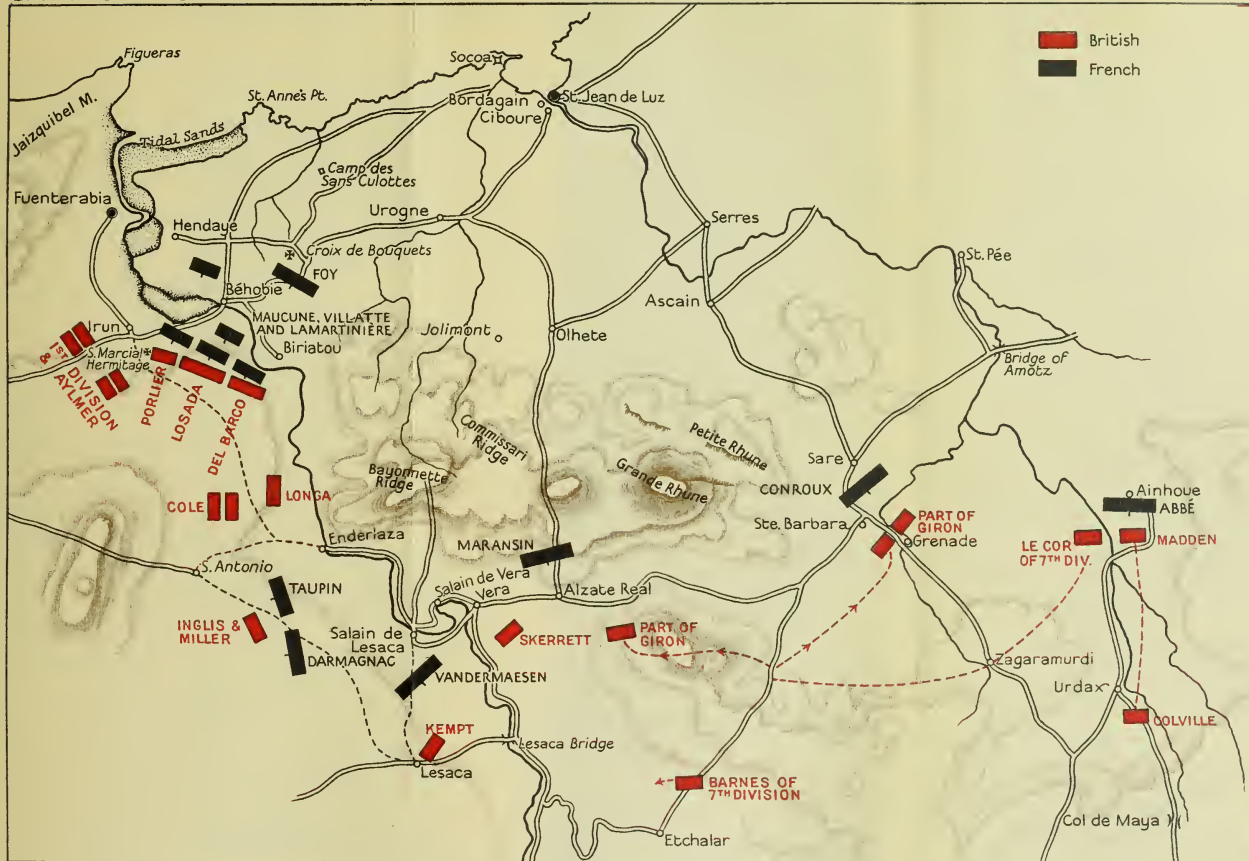 British
French
Figueras
Jaizquibel M.
St. Anne's Pt.
Tidal Sands
Socoa
St. Jean de Luz
Bordagain
Ciboure
Camp des
Sans Culottes
Fuenterabia
Hendaye
Urogne
Croix de Bouquets
FOY
Serres
St. Pée
Béhobie
MAUCUNE, VILLATTE
AND LAMARTINIÈRE
Biriatou
Jolimont
Olhete
Ascain
Bridge of
Amotz
Irun
S. Marcial
Hermitage
1ST DIVISION
& AYLMER
PORLIER
LOSADA
DEL BARCO
Commissari
Ridge
Bayonnette
Ridge
Petite Rhune
Grande Rhune
Sare
CONROUX
Ste. Barbara
PART OF
GIRON
Grenade
Ainhoue
ABBÉ
LE COR
OF 7TH DIV.
MADDEN
COLE
LONGA
Enderiaza
S. Antonio
MARANSIN
Salain de Vera
Vera
Alzate Real
TAUPIN
INGLIS &
MILLER
DARMAGNAC
Salain de
Lesaca
SKERRETT
PART OF
GIRON
VANDERMAESEN
Zagaramurdi
Urdax
COLVILLE
KEMPT
Lesaca
Lesaca Bridge
BARNES OF
7TH DIVISION
Etchalar
Col de Maya